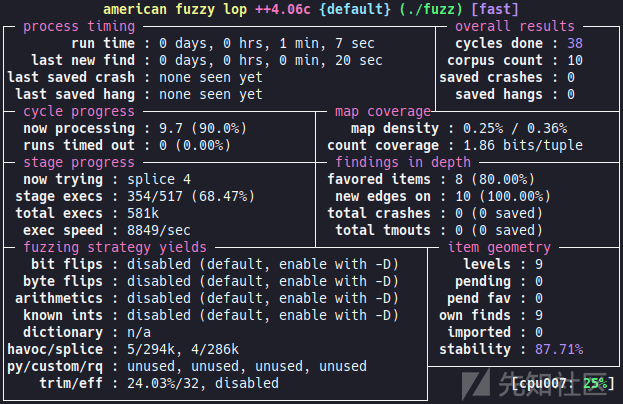 american fuzzy lop ++4.06c {default} (./fuzz) [fast]
process timing overall results
run time : 0 days, 0 hrs, 1 min, 7 sec cycles done : 38
last new find : 0 days, 0 hrs, 0 min, 20 sec corpus count : 10
last saved crash : none seen yet saved crashes : 0
last saved hang : none seen yet saved hangs : 0
cycle progress map coverage
now processing : 9.7 (90.0%) map density : 0.25% / 0.36%
runs timed out : 0 (0.00%) count coverage : 1.86 bits/tuple
stage progress findings in depth
now trying : splice 4 favored items : 8 (80.00%)
stage execs : 354/517 (68.47%) new edges on : 10 (100.00%)
total execs : 581k total crashes : 0 (0 saved)
exec speed : 8849/sec total tmouts : 0 (0 saved)
fuzzing strategy yields item geometry
bit flips : disabled (default, enable with -D) levels : 9
byte flips : disabled (default, enable with -D) pending : 0
arithmetics : disabled (default, enable with -D) pend fav : 0
known ints : disabled (default, enable with -D) own finds : 9
dictionary : n/a imported : 0
havoc/splice : 5/294k, 4/286k stability : 87.71%
py/custom/rq : unused, unused, unused, unused
trim/eff : 24.03%/32, disabled [cpu007: 25%]
先知社区